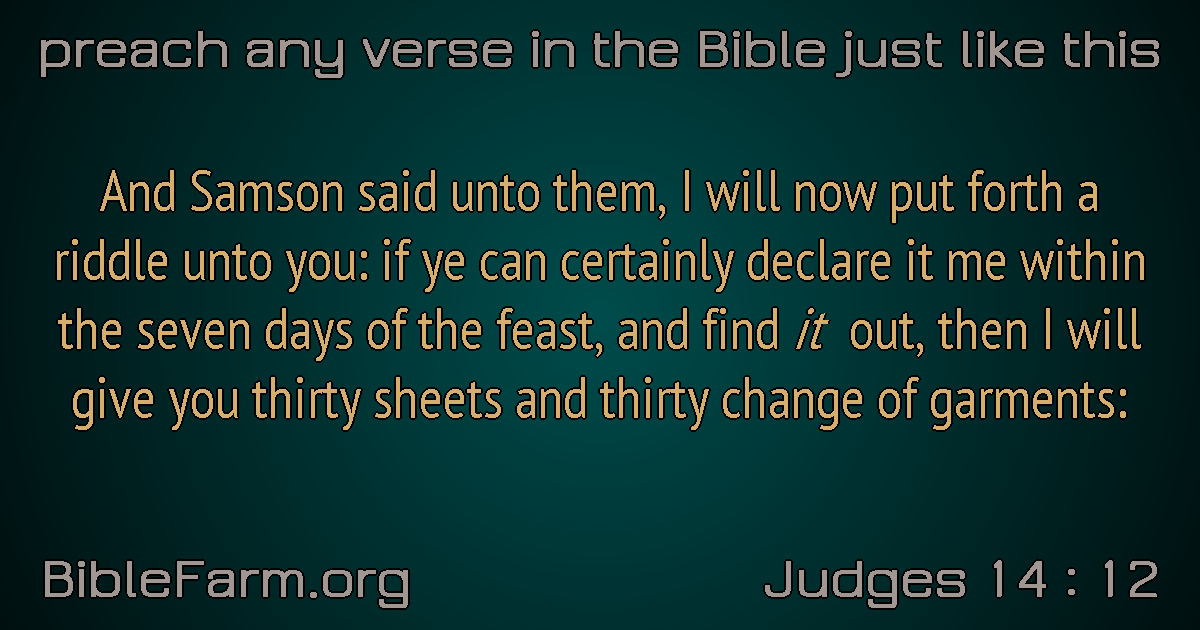 preach any verse in the Bible just like this
And Samson said unto them, I will now put forth a
riddle unto you: if ye can certainly declare it me within
the seven days of the feast, and find it out, then I will
give you thirty sheets and thirty change of garments:
BibleFarm.org
Judges 14 : 12